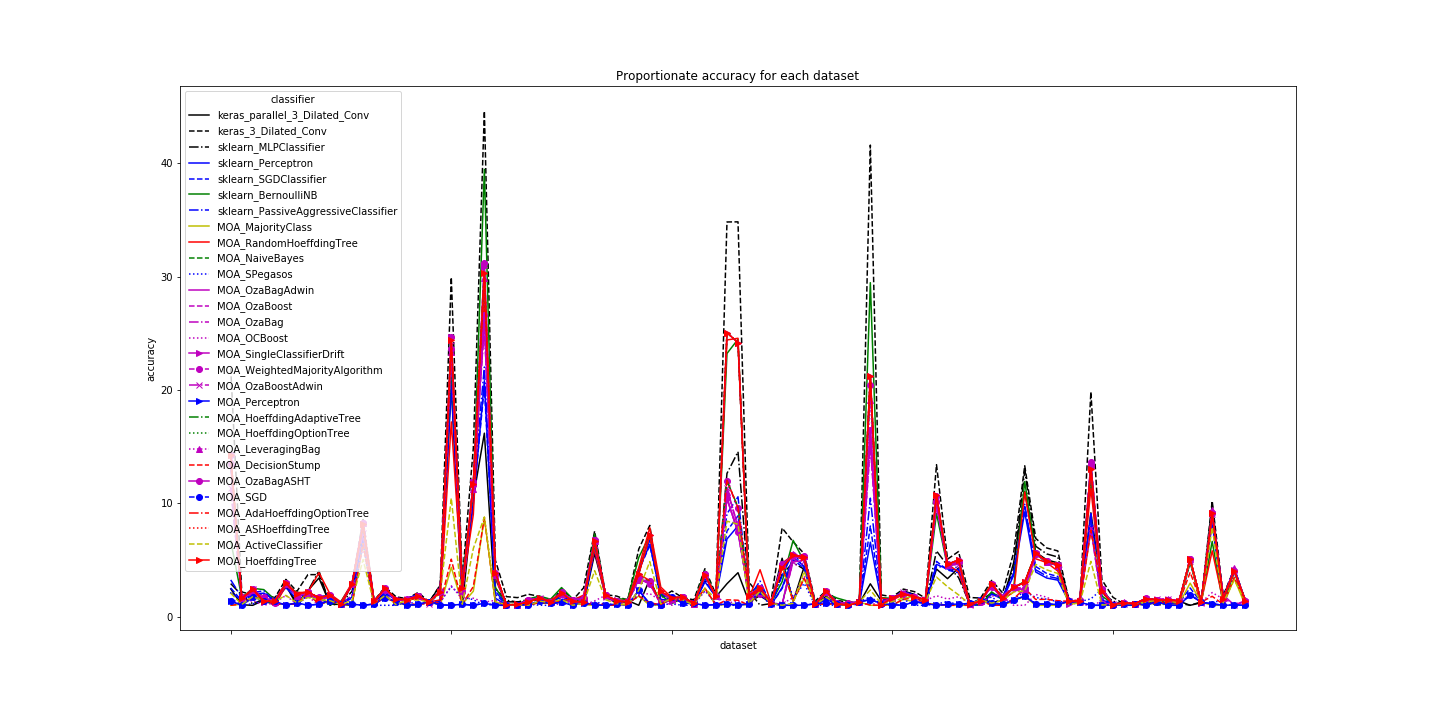 Proportionate accuracy for each dataset
classifier
keras_parallel_3_Dilated_Conv
keras_3_Dilated_Conv
sklearn_MLPClassifier
sklearn_Perceptron
sklearn_SGDClassifier
sklearn_BernoulliNB
sklearn_PassiveAggressiveClassifier
MOA_MajorityClass
MOA_RandomHoeffdingTree
MOA_NaiveBayes
MOA_SPegasos
MOA_OzaBagAdwin
MOA_OzaBoost
MOA_OzaBag
MOA_OCBoost
MOA_SingleClassifierDrift
MOA_WeightedMajorityAlgorithm
MOA_OzaBoostAdwin
MOA_Perceptron
MOA_HoeffdingAdaptiveTree
MOA_HoeffdingOptionTree
MOA_LeveragingBag
MOA_DecisionStump
MOA_OzaBagASHT
MOA_SGD
MOA_AdaHoeffdingOptionTree
MOA_ASHoeffdingTree
MOA_ActiveClassifier
MOA_HoeffdingTree
40
30
20
10
0
accuracy
dataset